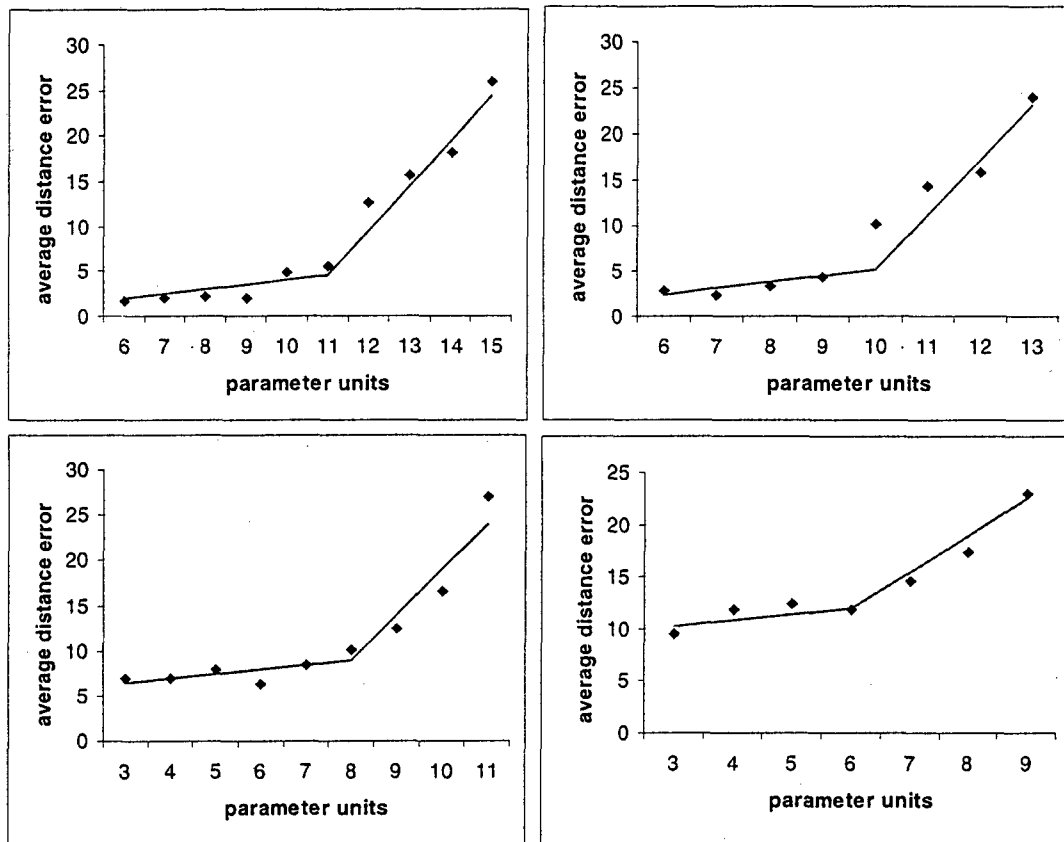 average distance error
30
25
20
15
10
5
0
6 7 8 9 10 11 12 13 14 15
parameter units
average distance error
30
25
20
15
10
5
0
6 7 8 9 10 11 12 13
parameter units
average distance error
30
25
20
15
10
5
0
3 4 5 6 7 8 9 10 11
parameter units
average distance error
25
20
15
10
5
0
3 4 5 6 7 8 9
parameter units